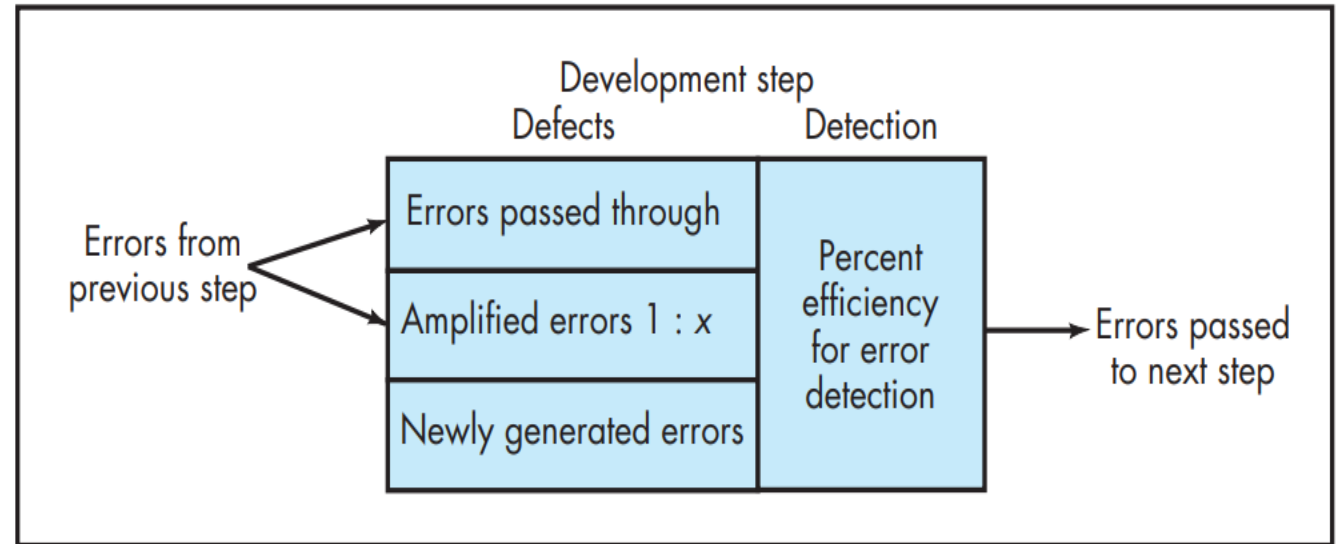 Development step
Defects
Detection
Errors from
previous step
Errors passed through
Amplified errors 1 : x
Newly generated errors
Percent
efficiency
for error
detection
Errors passed
to next step